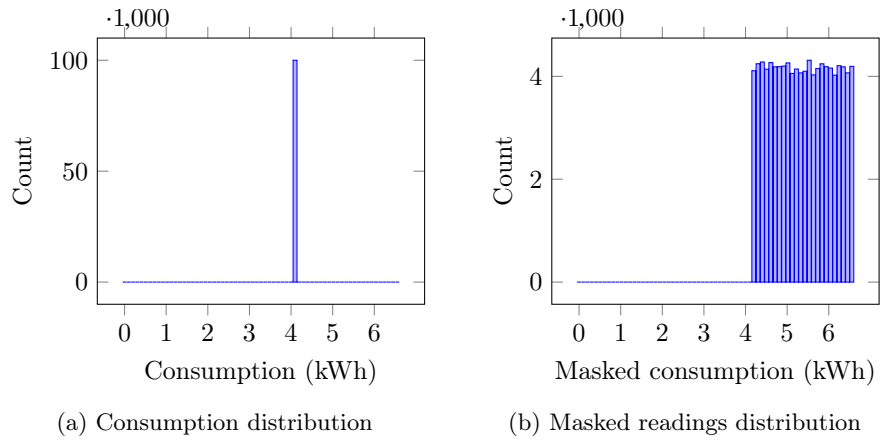 ·1,000
100
50
0
Count
0 1 2 3 4 5 6
Consumption (kWh)
(a) Consumption distribution
·1,000
4
2
0
Count
0 1 2 3 4 5 6
Masked consumption (kWh)
(b) Masked readings distribution